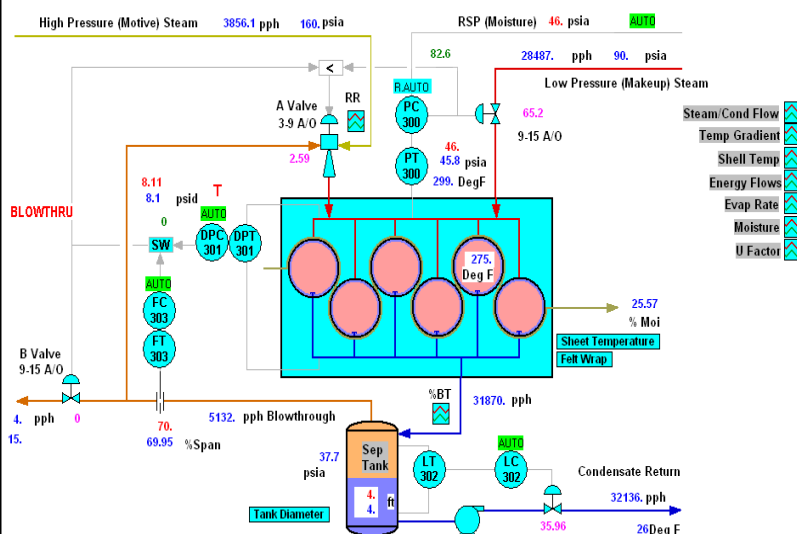 High Pressure (Motive) Steam 3856.1 pph 160. psia
RSP (Moisture) 46. psia AUTO
82.6
28487. pph 90. psia
Low Pressure (Makeup) Steam
<
R.AUTO
A Valve
3-9 A/O
RR
PC
300
65.2
9-15 A/O
Steam/Cond Flow
Temp Gradient
Shell Temp
Energy Flows
Evap Rate
Moisture
U Factor
2.59
PT
300
46.
45.8 psia
299. DegF
8.11
8.1 psid
T
BLOWTHRU
AUTO
0
SW
DPC
301
DPT
301
275.
Deg F
AUTO
FC
303
FT
303
25.57
% Moi
Sheet Temperature
Felt Wrap
B Valve
9-15 A/O
%BT
31870. pph
4. pph 0
15.
70.
69.95 %Span
5132. pph Blowthrough
37.7
psia
Sep
Tank
4.
4.
ft
LT
302
AUTO
LC
302
Condensate Return
32136. pph
35.96
26Deg F
Tank Diameter